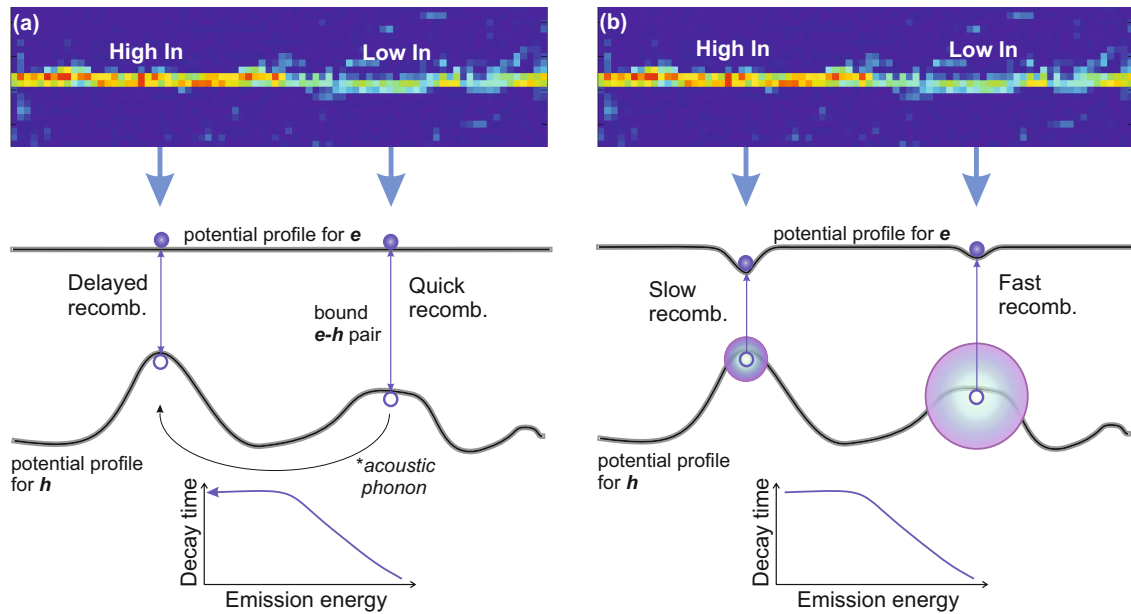 (a)
High In
Low In
potential profile for e
Delayed
recomb.
Quick
recomb.
bound
e-h pair
potential profile
for h
*acoustic
phonon
Decay time
Emission energy
(b)
High In
Low In
potential profile for e
Slow
recomb.
Fast
recomb.
potential profile
for h
Decay time
Emission energy